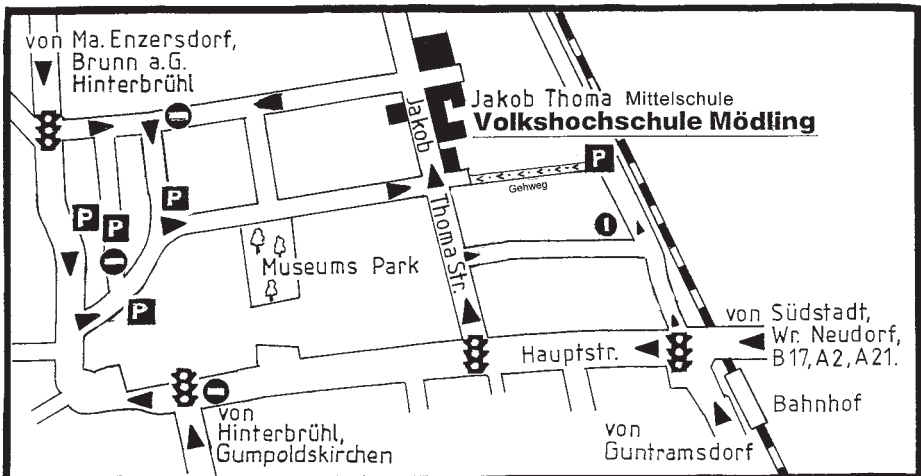 von Ma. Enzersdorf,
Brunn a.G.
Hinterbrühl
Jakob Thoma Mittelschule
Volkshochschule Mödling
Jakob
Thoma Str.
P
Gehweg
P
P
P
P
Museums Park
von Südstadt,
Wr. Neudorf,
B17, A2, A21.
Hauptstr.
Bahnhof
von
Hinterbrühl,
Gumpoldskirchen
von
Guntramsdorf